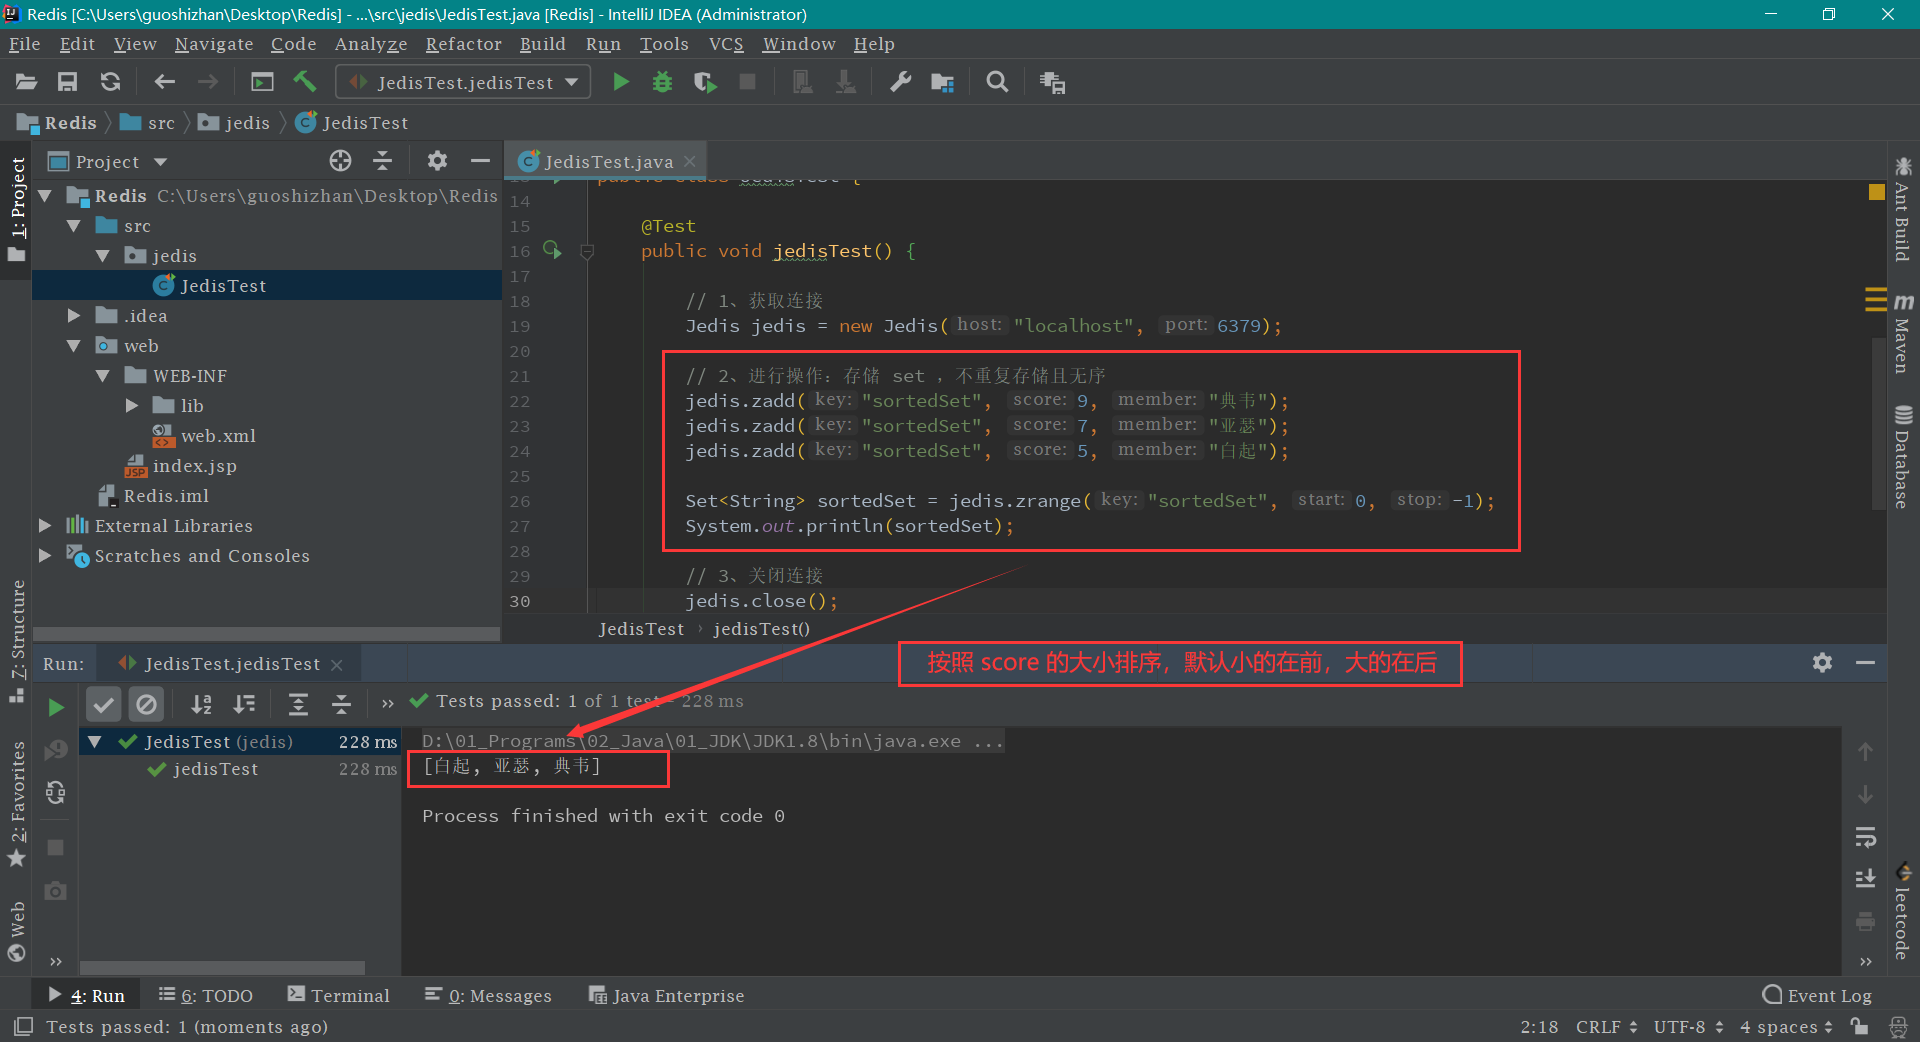 Redis [C:\Users\guoshizhan\Desktop\Redis] - ...\src\jedis\JedisTest.java [Redis] - IntelliJ IDEA (Administrator)
File Edit View Navigate Code Analyze Refactor Build Run Tools VCS Window Help
JedisTest.jedisTest
Redis src jedis JedisTest
1: Project
Project
Redis C:\Users\guoshizhan\Desktop\Redis
src
jedis
JedisTest
.idea
web
WEB-INF
lib
web.xml
index.jsp
Redis.iml
External Libraries
Scratches and Consoles
JedisTest.java
14
15 @Test
16 public void jedisTest() {
17
18 // 1、获取连接
19 Jedis jedis = new Jedis( host: "localhost", port: 6379);
20
21 // 2、进行操作：存储 set ，不重复存储且无序
22 jedis.zadd( key: "sortedSet", score: 9, member: "典韦");
23 jedis.zadd( key: "sortedSet", score: 7, member: "亚瑟");
24 jedis.zadd( key: "sortedSet", score: 5, member: "白起");
25
26 Set<String> sortedSet = jedis.zrange( key: "sortedSet", start: 0, stop: -1);
27 System.out.println(sortedSet);
28
29 // 3、关闭连接
30 jedis.close();
JedisTest › jedisTest()
Ant Build
Maven
Database
leetcode
Z: Structure
2: Favorites
Web
Run: JedisTest.jedisTest
按照 score 的大小排序，默认小的在前，大的在后
Tests passed: 1 of 1 test – 228 ms
JedisTest (jedis) 228 ms
jedisTest 228 ms
D:\01_Programs\02_Java\01_JDK\JDK1.8\bin\java.exe ...
[白起, 亚瑟, 典韦]
Process finished with exit code 0
4: Run 6: TODO Terminal 0: Messages Java Enterprise Event Log
Tests passed: 1 (moments ago) 2:18 CRLF UTF-8 4 spaces